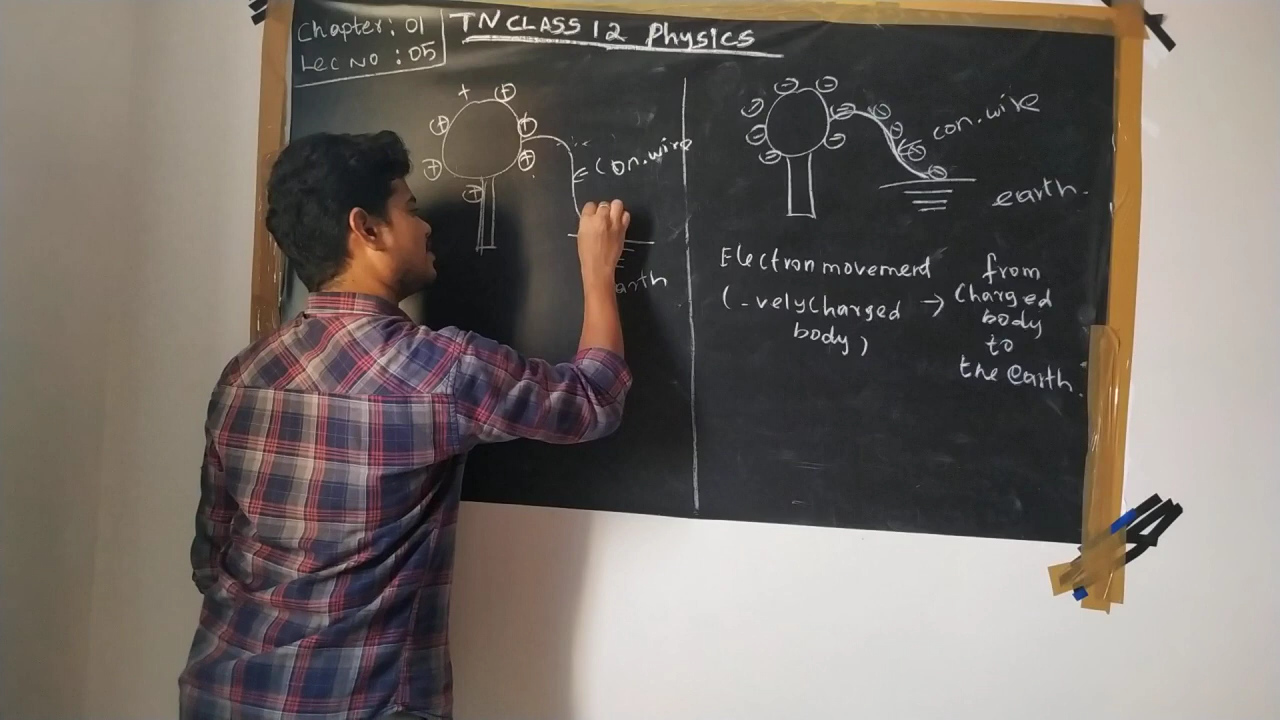 Chapter: 01
Lec No : 05
TN CLASS 12 Physics
con.wire
con.wire
earth.
Electron movement
(-vely charged body)
→
from
Charged
body
to
the earth.